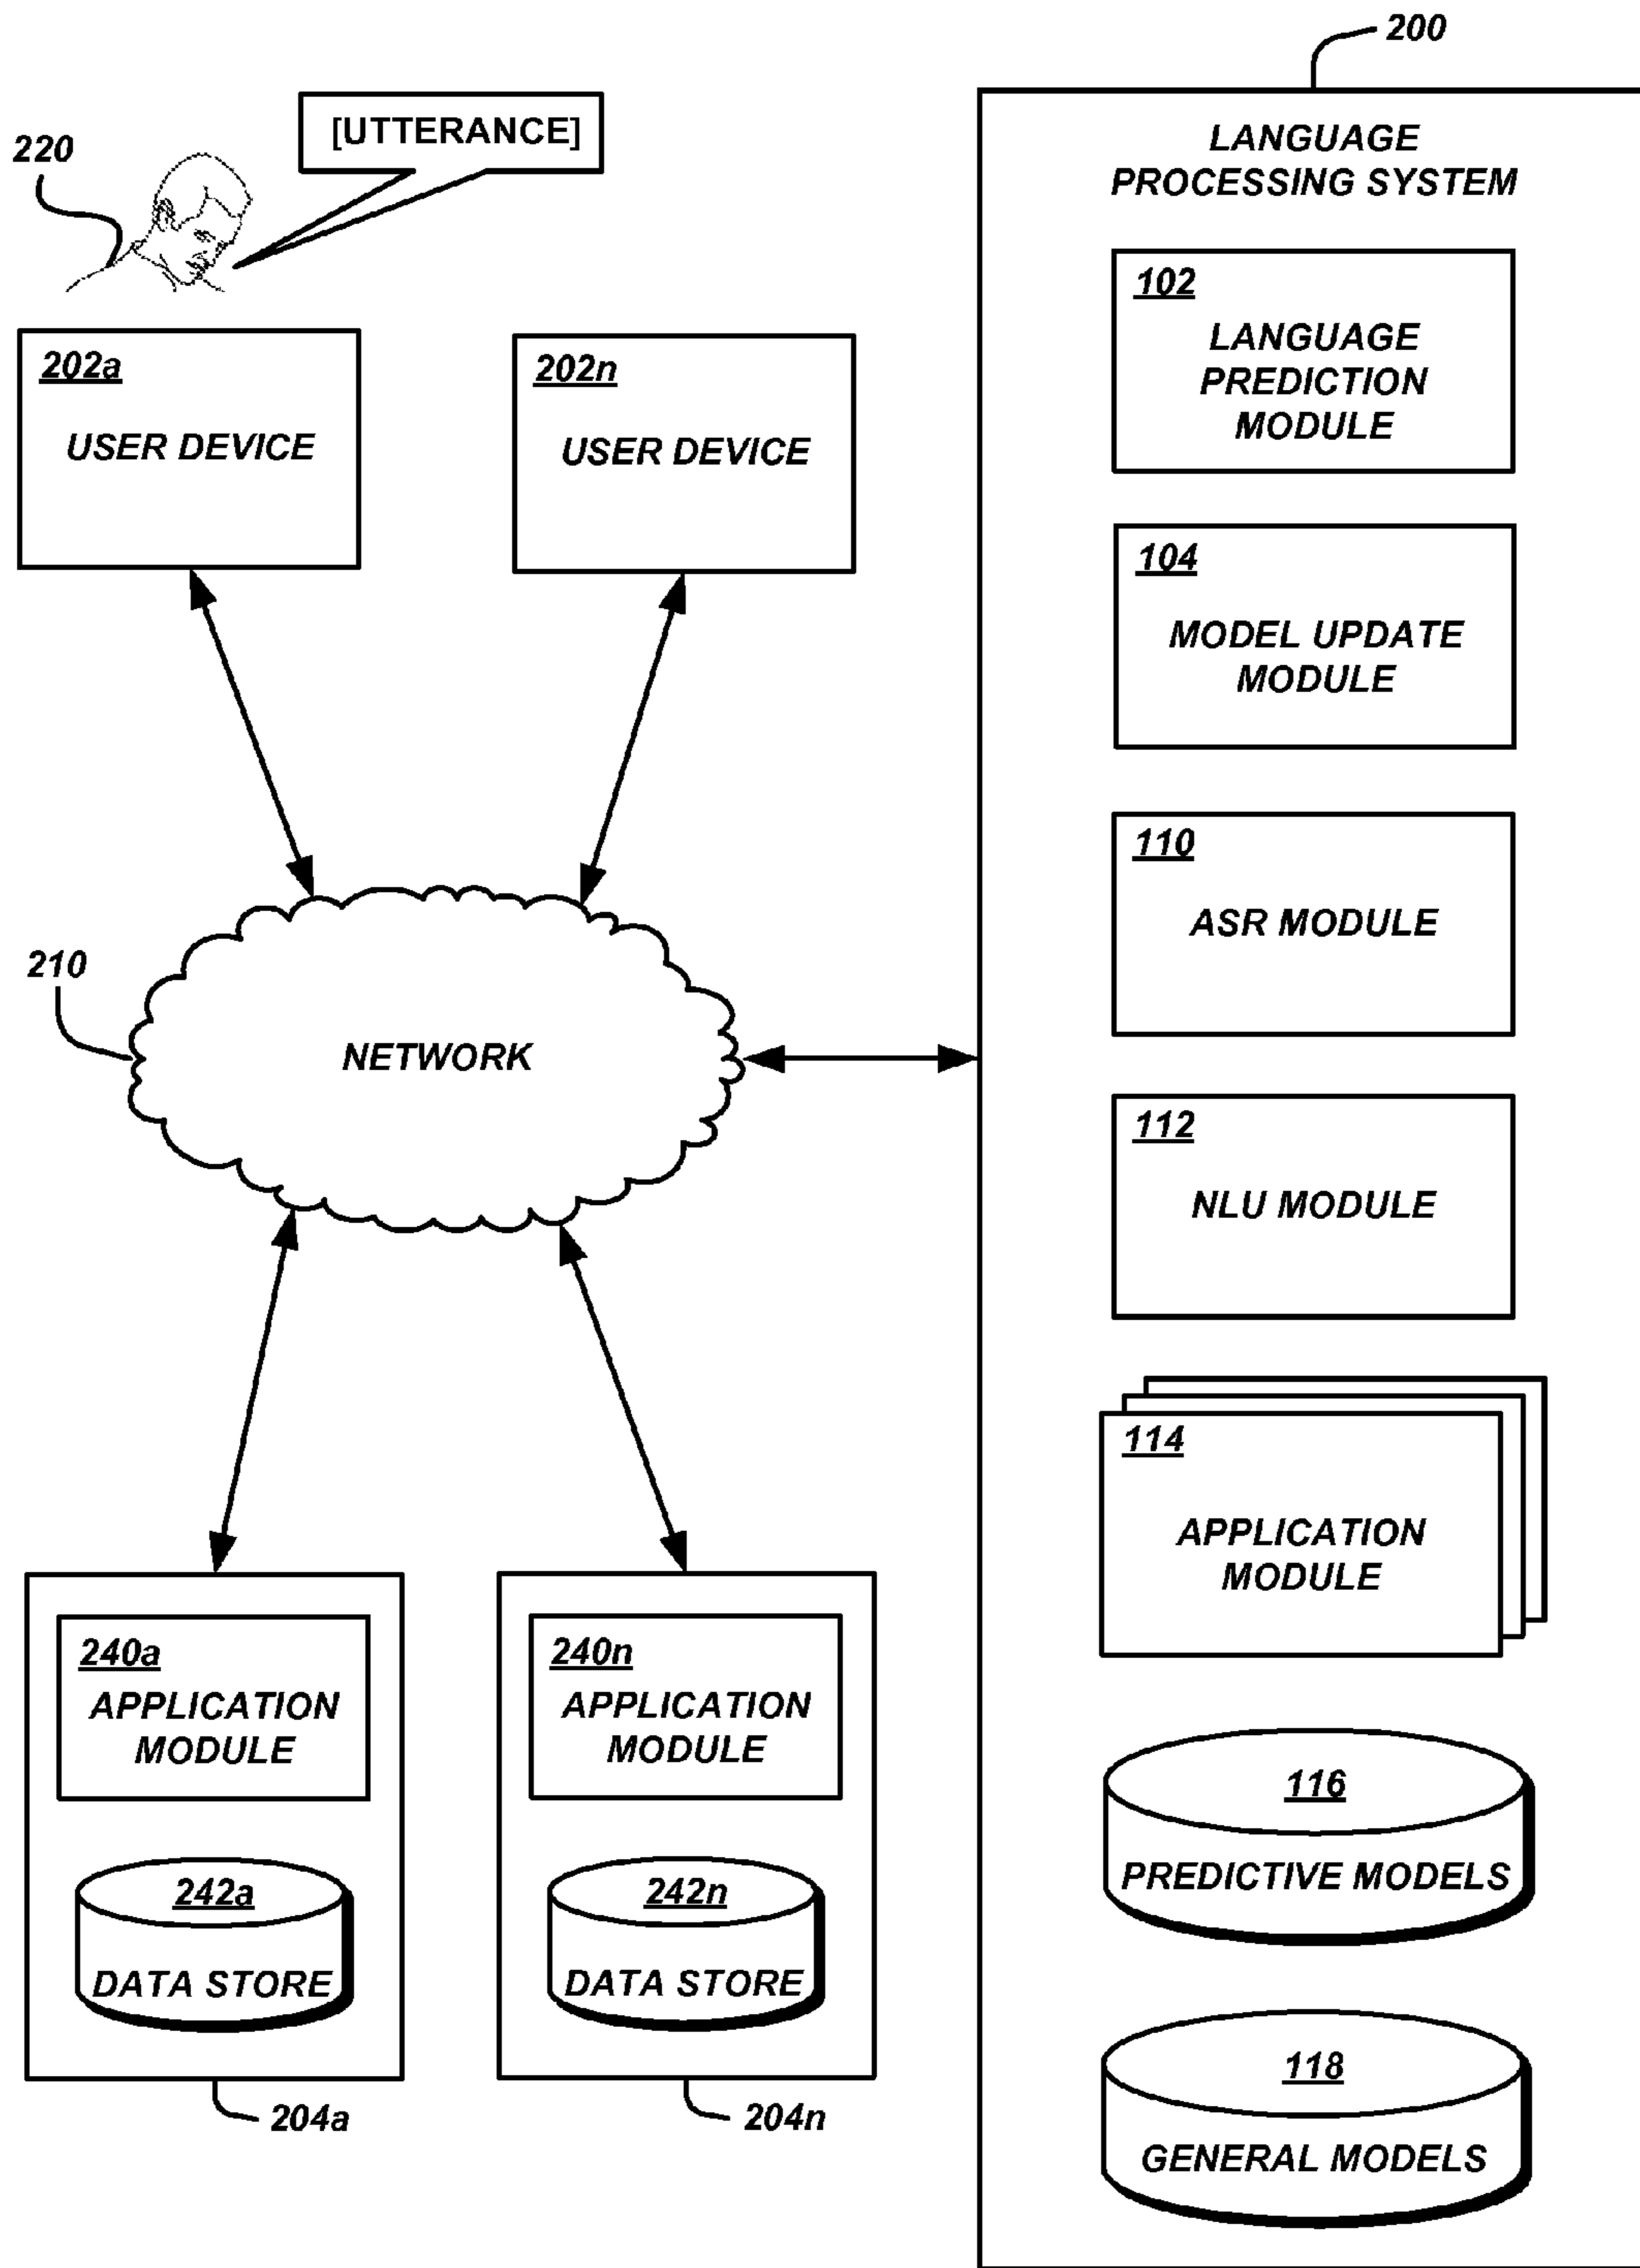 200
[UTTERANCE]
220
LANGUAGE
PROCESSING SYSTEM
202a
USER DEVICE
202n
USER DEVICE
102
LANGUAGE
PREDICTION
MODULE
104
MODEL UPDATE
MODULE
110
ASR MODULE
210
NETWORK
112
NLU MODULE
114
APPLICATION
MODULE
240a
APPLICATION
MODULE
242a
DATA STORE
204a
240n
APPLICATION
MODULE
242n
DATA STORE
204n
116
PREDICTIVE MODELS
118
GENERAL MODELS